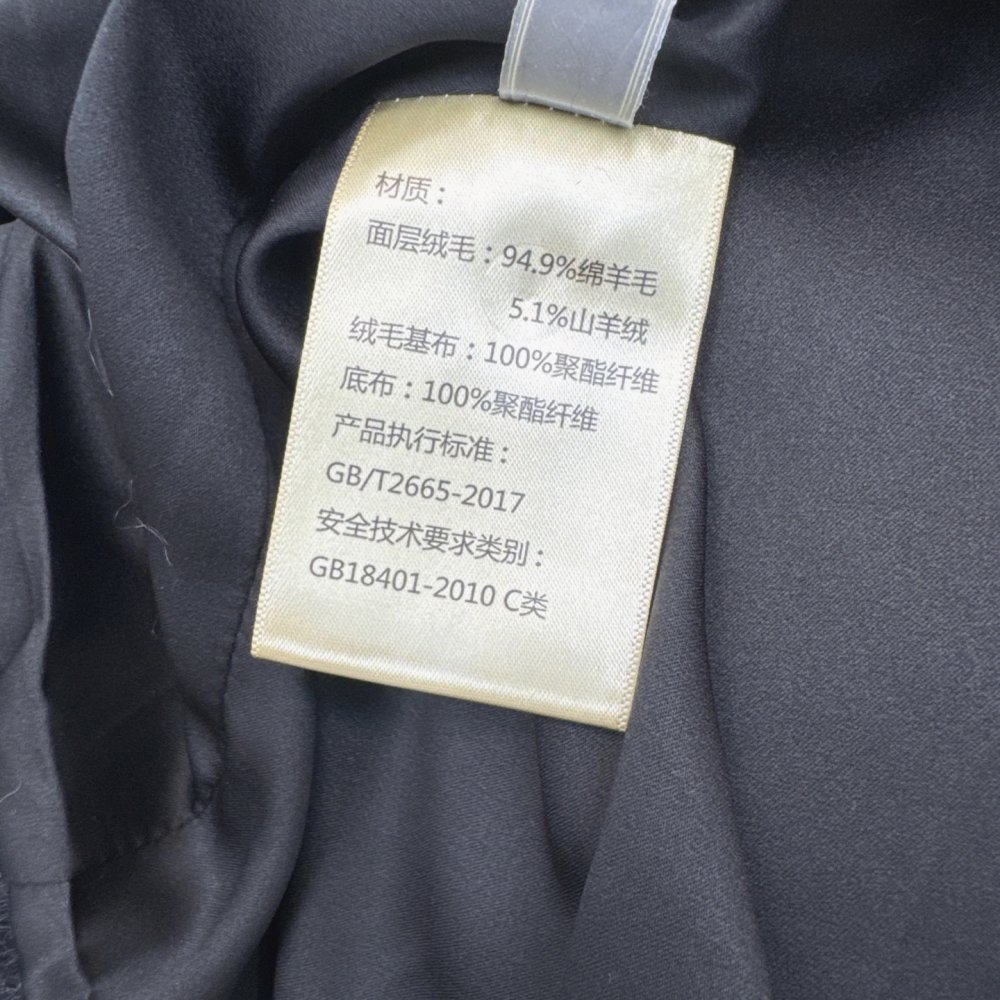 材质：
面层绒毛：94.9%绵羊毛
5.1%山羊绒
绒毛基布：100%聚酯纤维
底布：100%聚酯纤维
产品执行标准：
GB/T2665-2017
安全技术要求类别：
GB18401-2010 C类